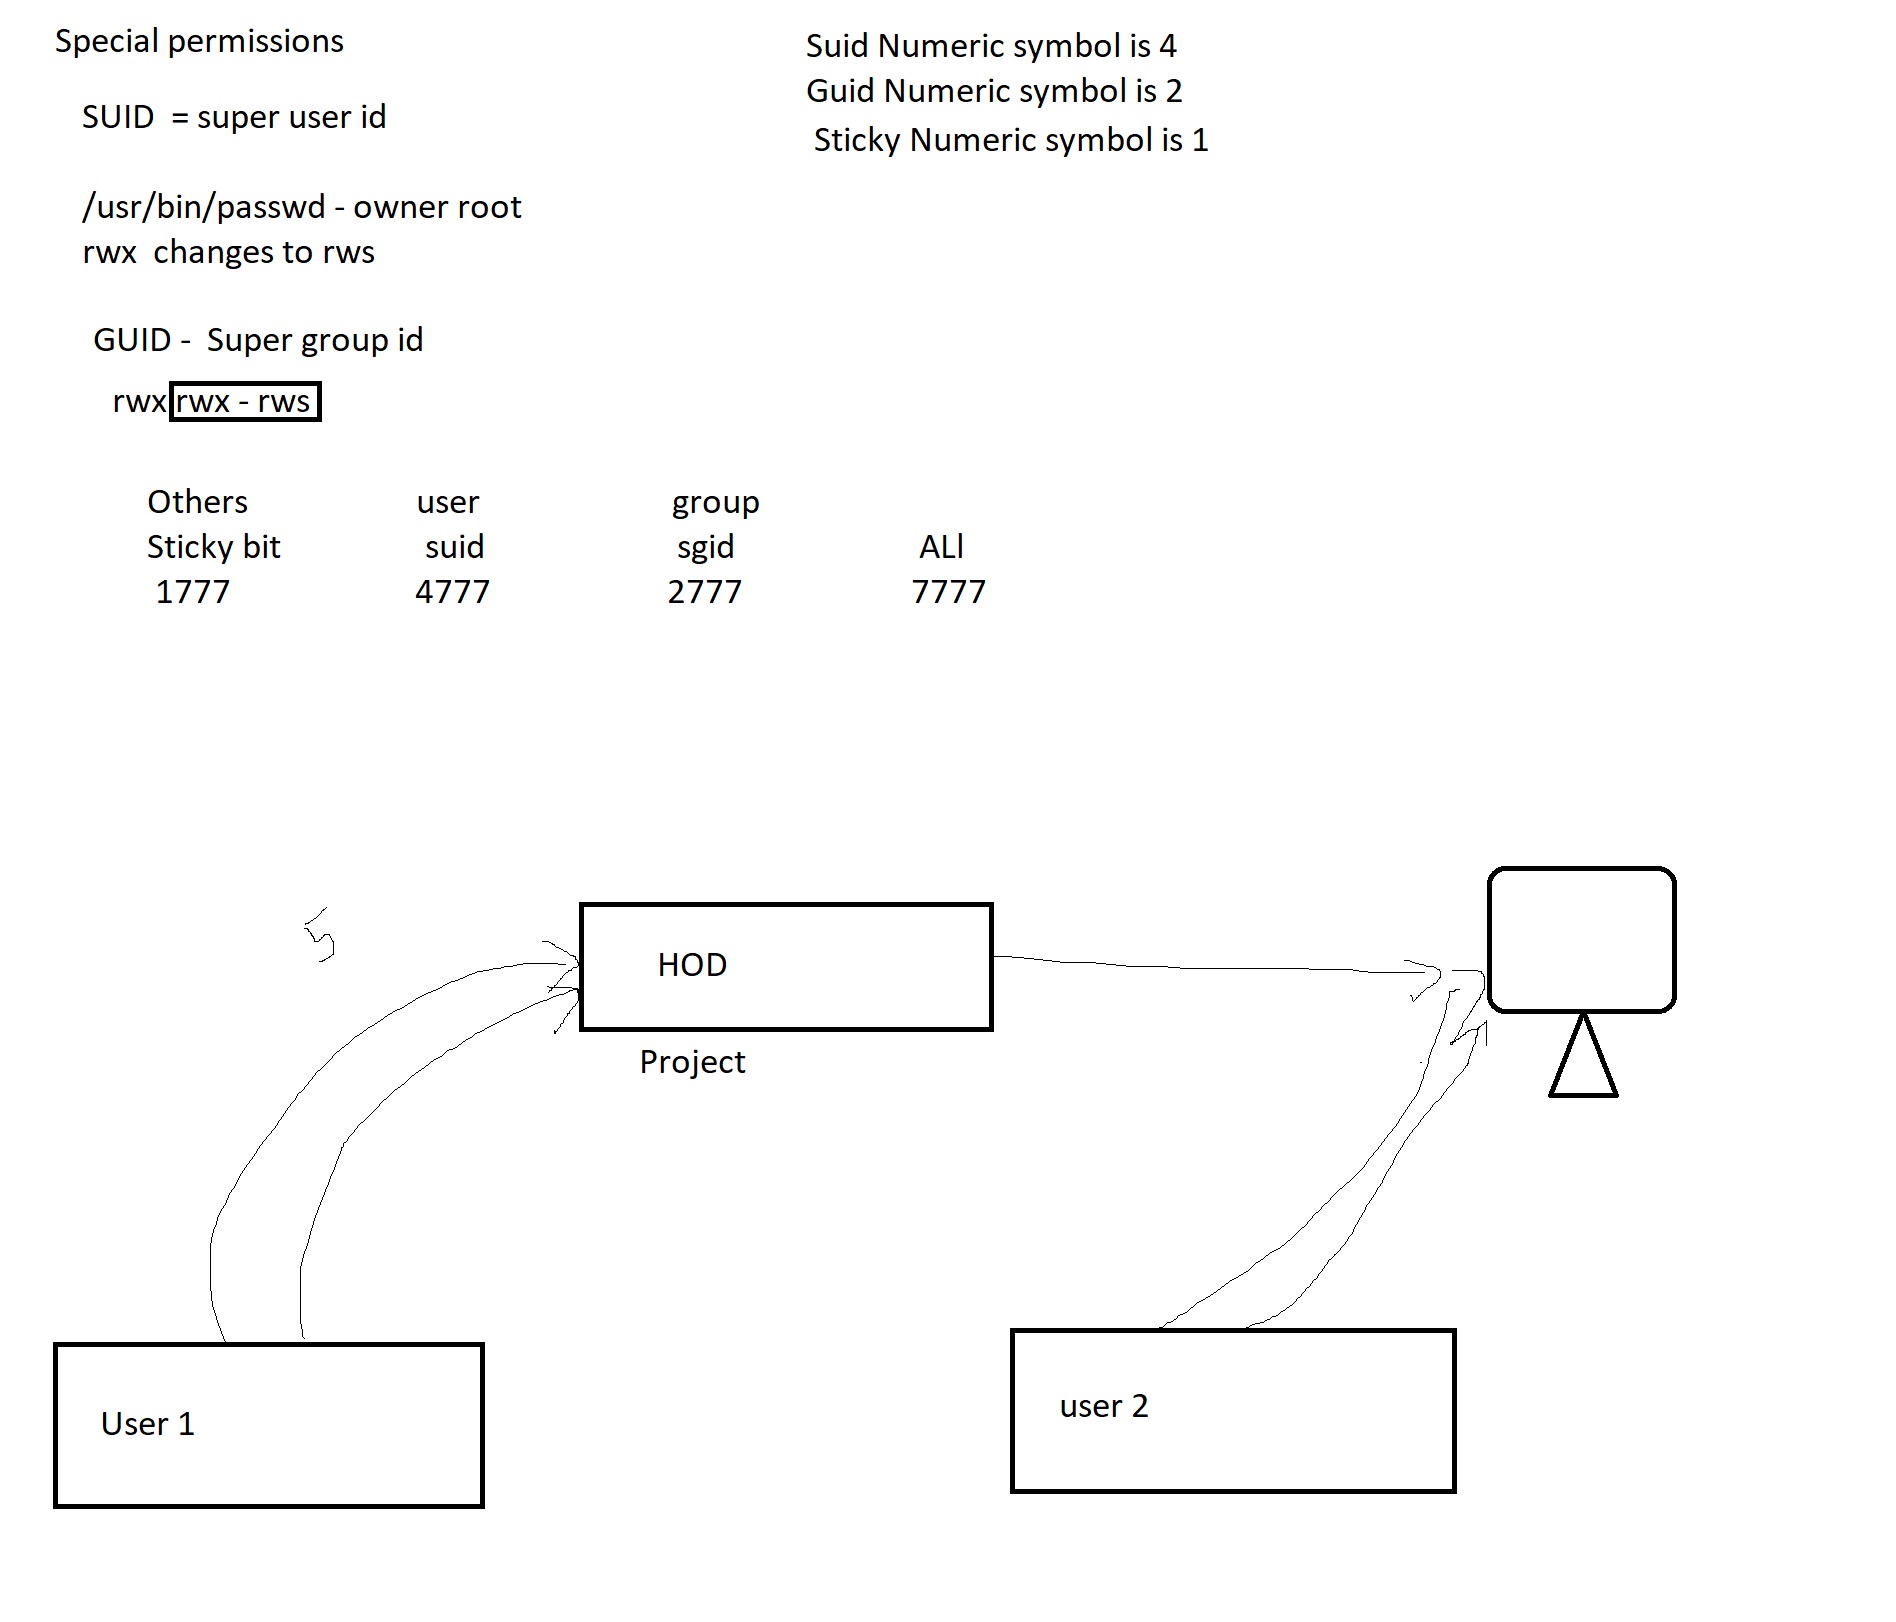 Special permissions
SUID  = super user id
/usr/bin/passwd - owner root
rwx  changes to rws
GUID -  Super group id
rwx rwx - rws
Suid Numeric symbol is 4
Guid Numeric symbol is 2
Sticky Numeric symbol is 1
Others user group
Sticky bit suid sgid ALl
1777 4777 2777 7777
HOD
Project
User 1
user 2